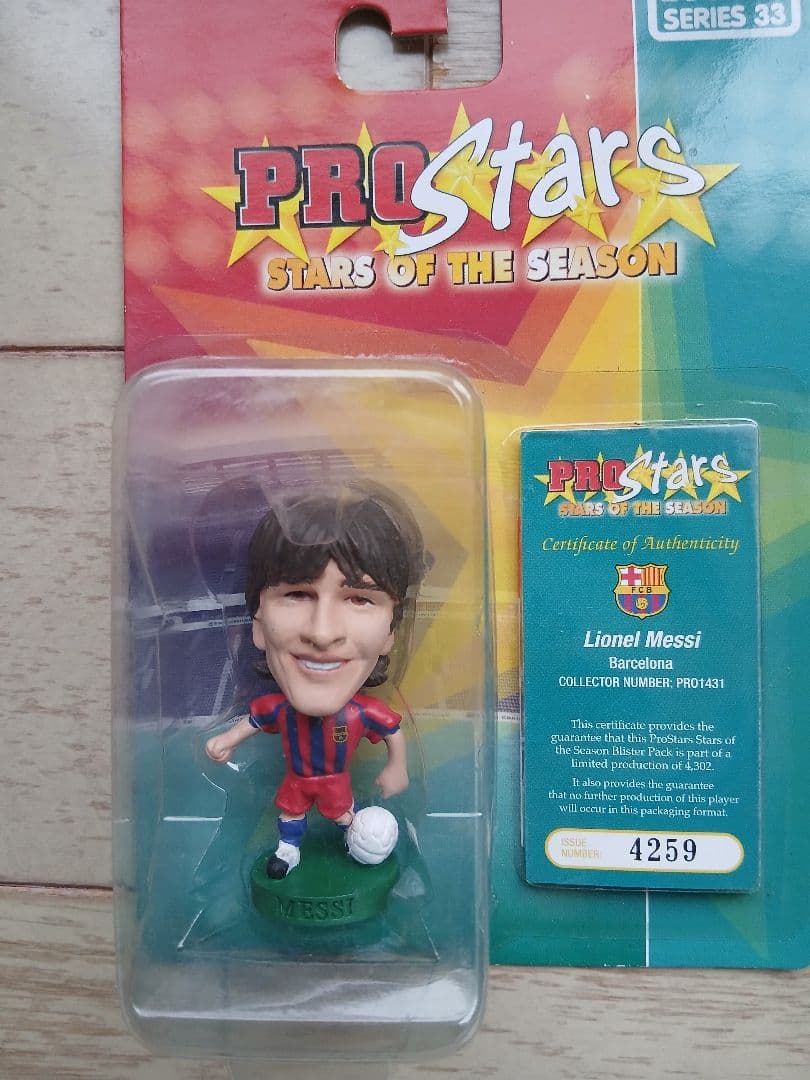 SERIES 33
PROStars
STARS OF THE SEASON
PROStars
STARS OF THE SEASON
Certificate of Authenticity
FCB
Lionel Messi
Barcelona
COLLECTOR NUMBER: PRO1431
This certificate provides the
guarantee that this ProStars Stars of
the Season Blister Pack is part of a
limited production of 4,302.
It also provides the guarantee
that no further production of this player
will occur in this packaging format.
ISSUE
NUMBER: 4259
MESSI